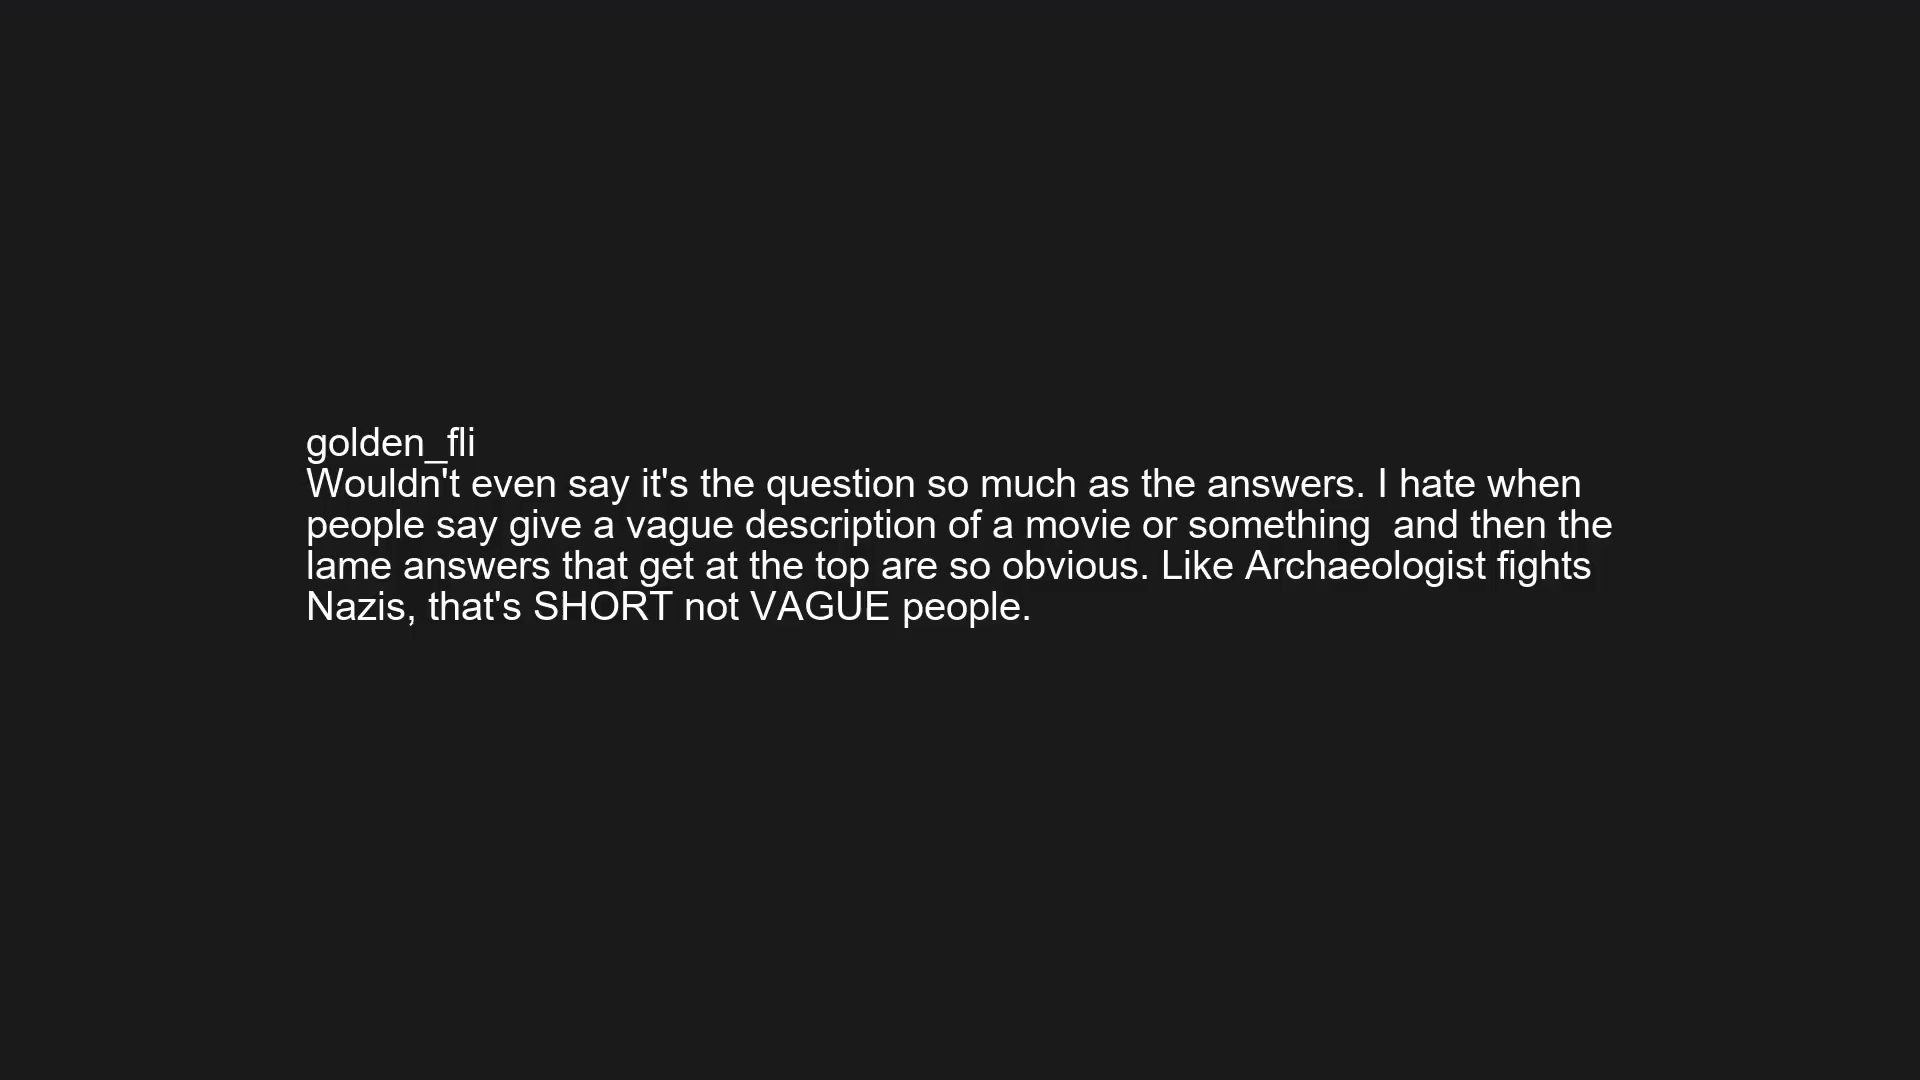 golden_fli
Wouldn't even say it's the question so much as the answers. I hate when
people say give a vague description of a movie or something  and then the
lame answers that get at the top are so obvious. Like Archaeologist fights
Nazis, that's SHORT not VAGUE people.